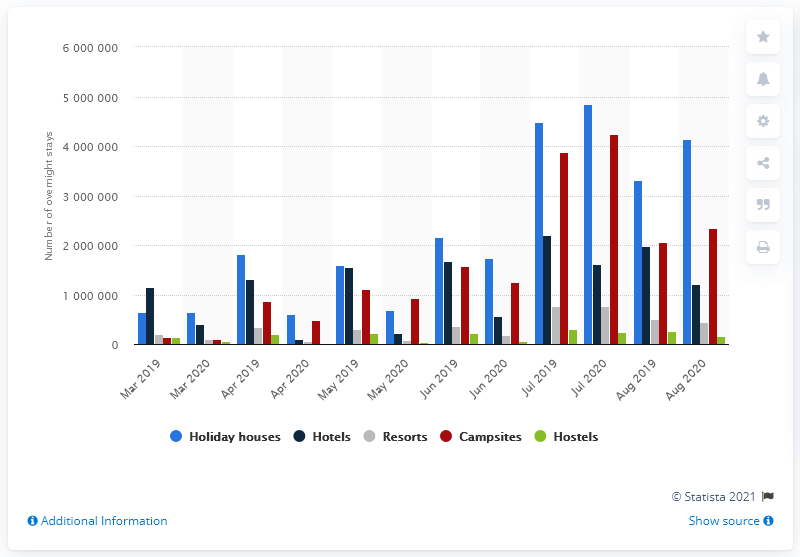 6 000 000
5 000 000
4 000 000
3 000 000
2 000 000
1 000 000
0
Number of overnight stays
Mar 2019
Mar 2020
Apr 2019
Apr 2020
May 2019
May 2020
Jun 2019
Jun 2020
Jul 2019
Jul 2020
Aug 2019
Aug 2020
Holiday houses Hotels Resorts Campsites Hostels
© Statista 2021
Additional Information Show source